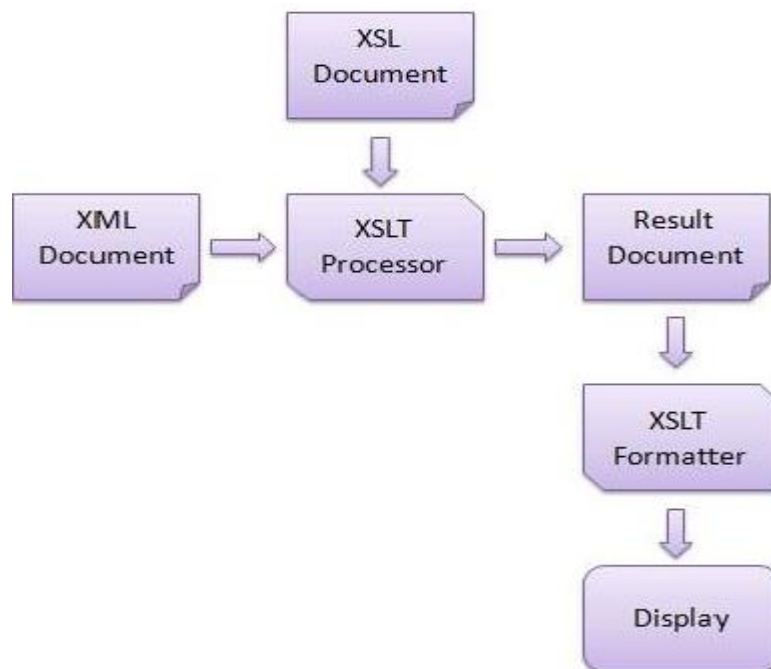 XSL
Document
XML
Document
XSLT
Processor
Result
Document
XSLT
Formatter
Display